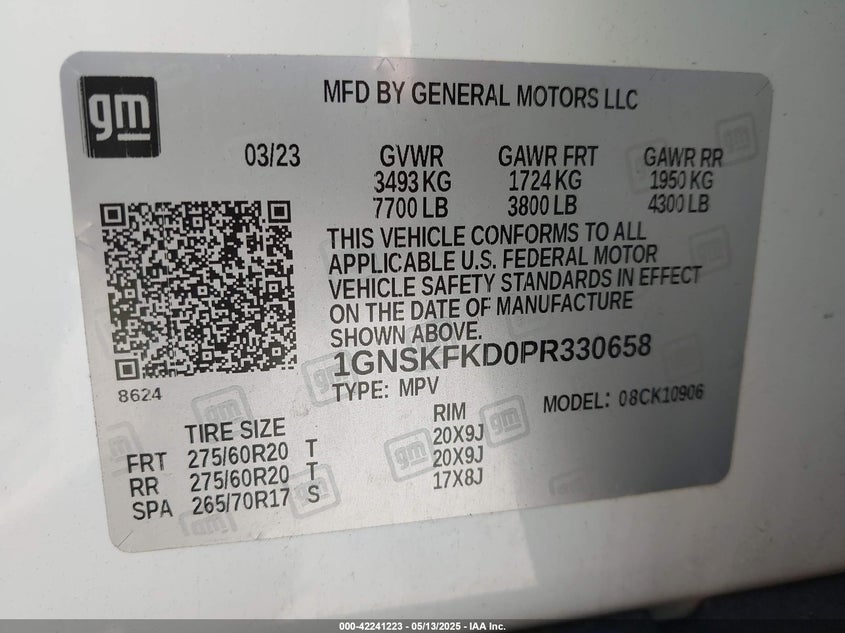 gm
MFD BY GENERAL MOTORS LLC
03/23 GVWR GAWR FRT GAWR RR
3493 KG 1724 KG 1950 KG
7700 LB 3800 LB 4300 LB
THIS VEHICLE CONFORMS TO ALL
APPLICABLE U.S. FEDERAL MOTOR
VEHICLE SAFETY STANDARDS IN EFFECT
ON THE DATE OF MANUFACTURE
SHOWN ABOVE.
1GNSKFKD0PR330658
8624
TYPE: MPV MODEL: 08CK10906
TIRE SIZE RIM
FRT 275/60R20 T 20X9J
RR 275/60R20 T 20X9J
SPA 265/70R17 S 17X8J
000-42241223 - 05/13/2025 - IAA Inc.